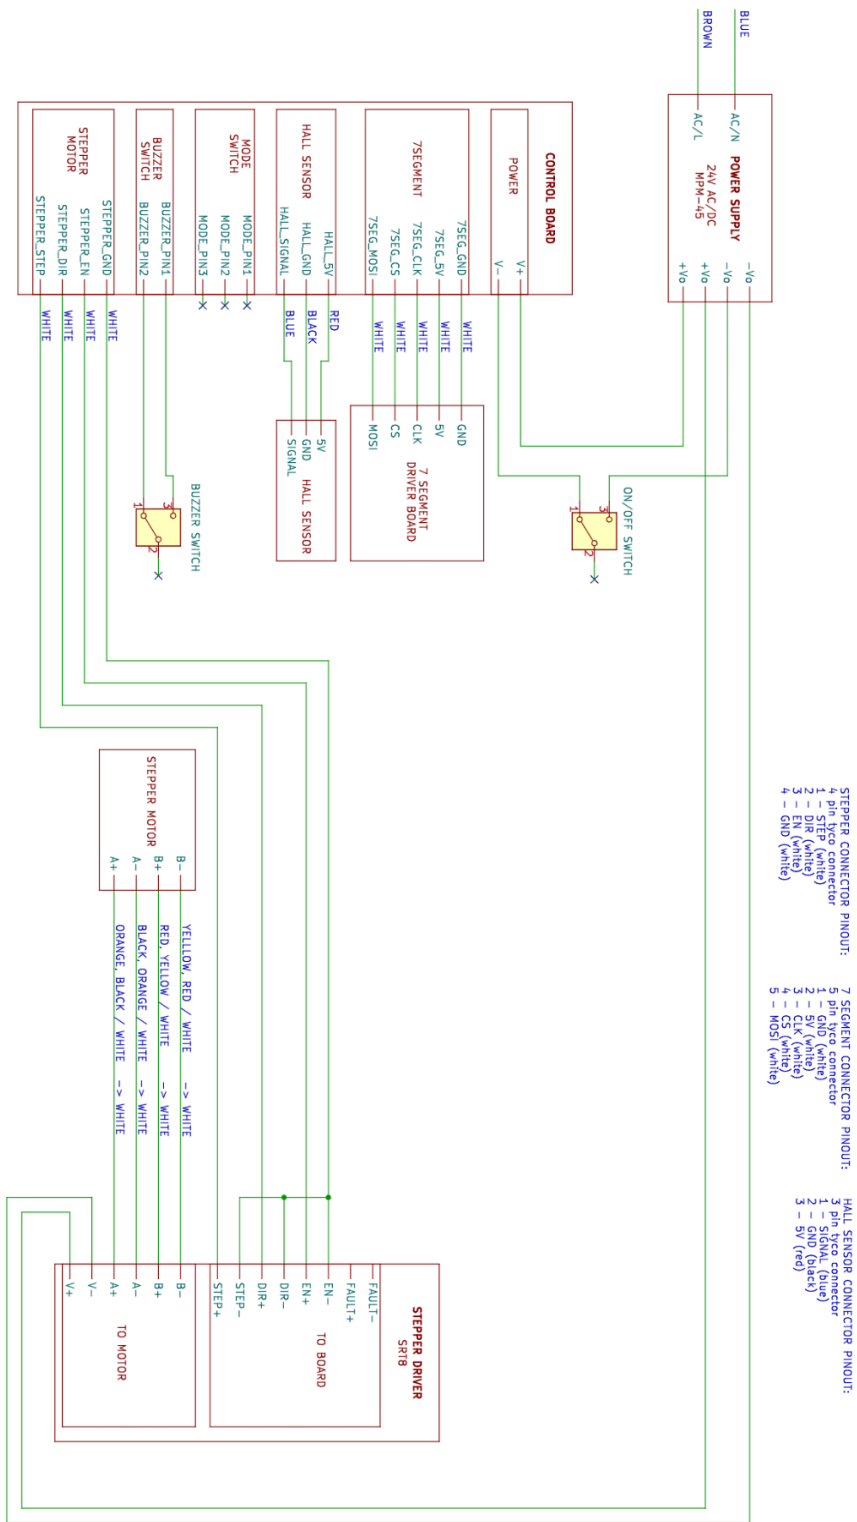 BLUE
BROWN
AC/N
AC/L
POWER SUPPLY
24V AC/DC
MPM-45
-Vo
-Vo
+Vo
+Vo
CONTROL BOARD
POWER
V+
V-
7SEGMENT
7SEG_GND
7SEG_5V
7SEG_CLK
7SEG_CS
7SEG_MOSI
HALL SENSOR
HALL_5V
HALL_GND
HALL_SIGNAL
MODE
SWITCH
MODE_PIN1
MODE_PIN2
MODE_PIN3
BUZZER
SWITCH
BUZZER_PIN1
BUZZER_PIN2
STEPPER
MOTOR
STEPPER_GND
STEPPER_EN
STEPPER_DIR
STEPPER_STEP
WHITE
WHITE
WHITE
WHITE
WHITE
RED
BLACK
BLUE
WHITE
WHITE
WHITE
WHITE
GND
5V
CLK
CS
MOSI
7 SEGMENT
DRIVER BOARD
5V
GND
SIGNAL
HALL SENSOR
ON/OFF SWITCH
3
1
2
BUZZER SWITCH
3
1
2
STEPPER MOTOR
B-
B+
A-
A+
YELLLOW, RED / WHITE -> WHITE
RED, YELLOW / WHITE -> WHITE
BLACK, ORANGE / WHITE -> WHITE
ORANGE, BLACK / WHITE -> WHITE
STEPPER DRIVER
SRT8
TO BOARD
FAULT-
FAULT+
EN-
EN+
DIR-
DIR+
STEP-
STEP+
TO MOTOR
B-
B+
A-
A+
V-
V+
STEPPER CONNECTOR PINOUT:
4 pin tyco connector
1 - STEP (white)
2 - DIR (white)
3 - EN (white)
4 - GND (white)
7 SEGMENT CONNECTOR PINOUT:
5 pin tyco connector
1 - GND (white)
2 - 5V (white)
3 - CLK (white)
4 - CS (white)
5 - MOSI (white)
HALL SENSOR CONNECTOR PINOUT:
3 pin tyco connector
1 - SIGNAL (blue)
2 - GND (black)
3 - 5V (red)